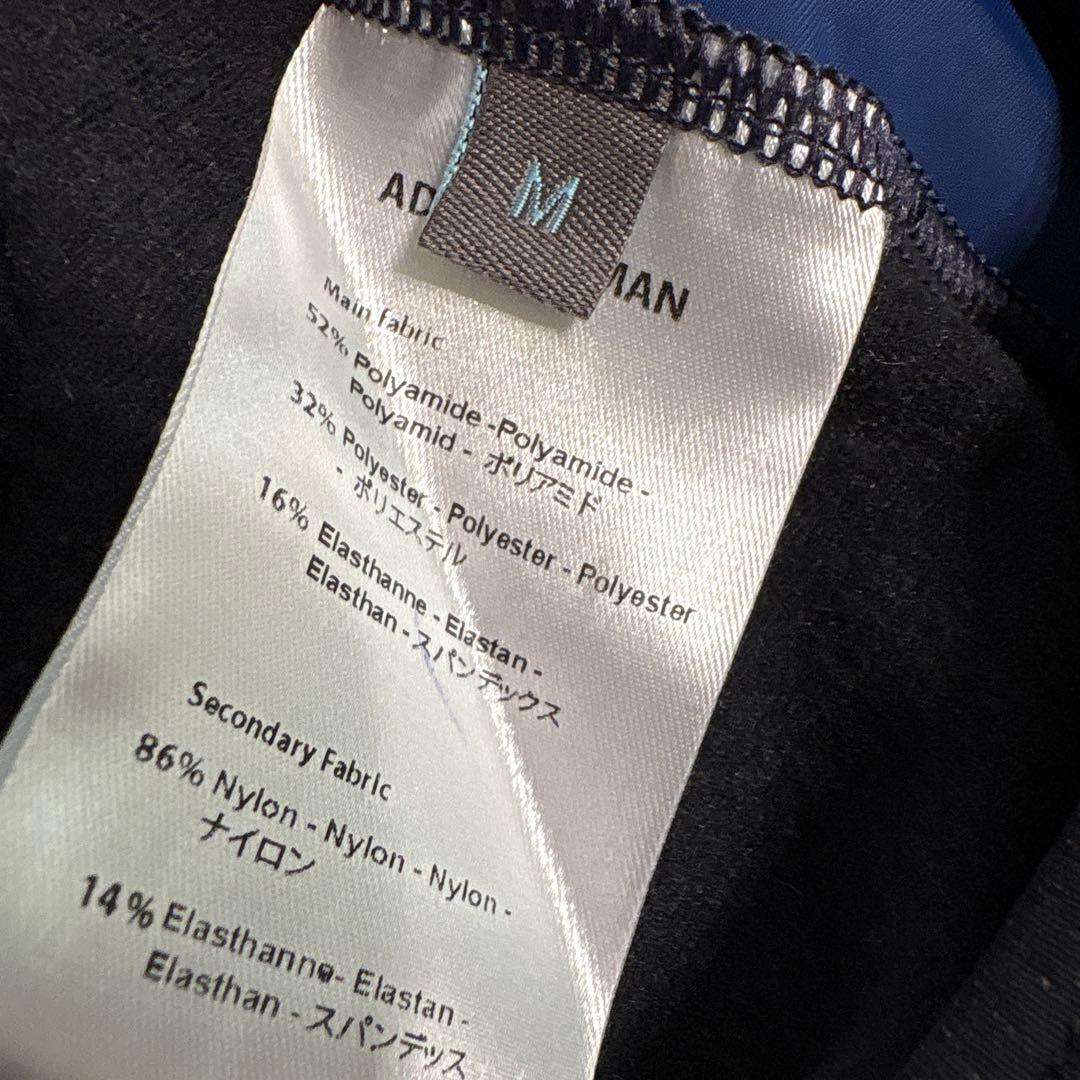 M
AD
MAN
Main fabric
52% Polyamide -Polyamide -
Polyamid - ポリアミド
32% Polyester - Polyester - Polyester
- ポリエステル
16% Elasthanne - Elastan -
Elasthan - スパンデックス
Secondary Fabric
86% Nylon - Nylon - Nylon -
ナイロン
14% Elasthanne- Elastan -
Elasthan - スパンデッス